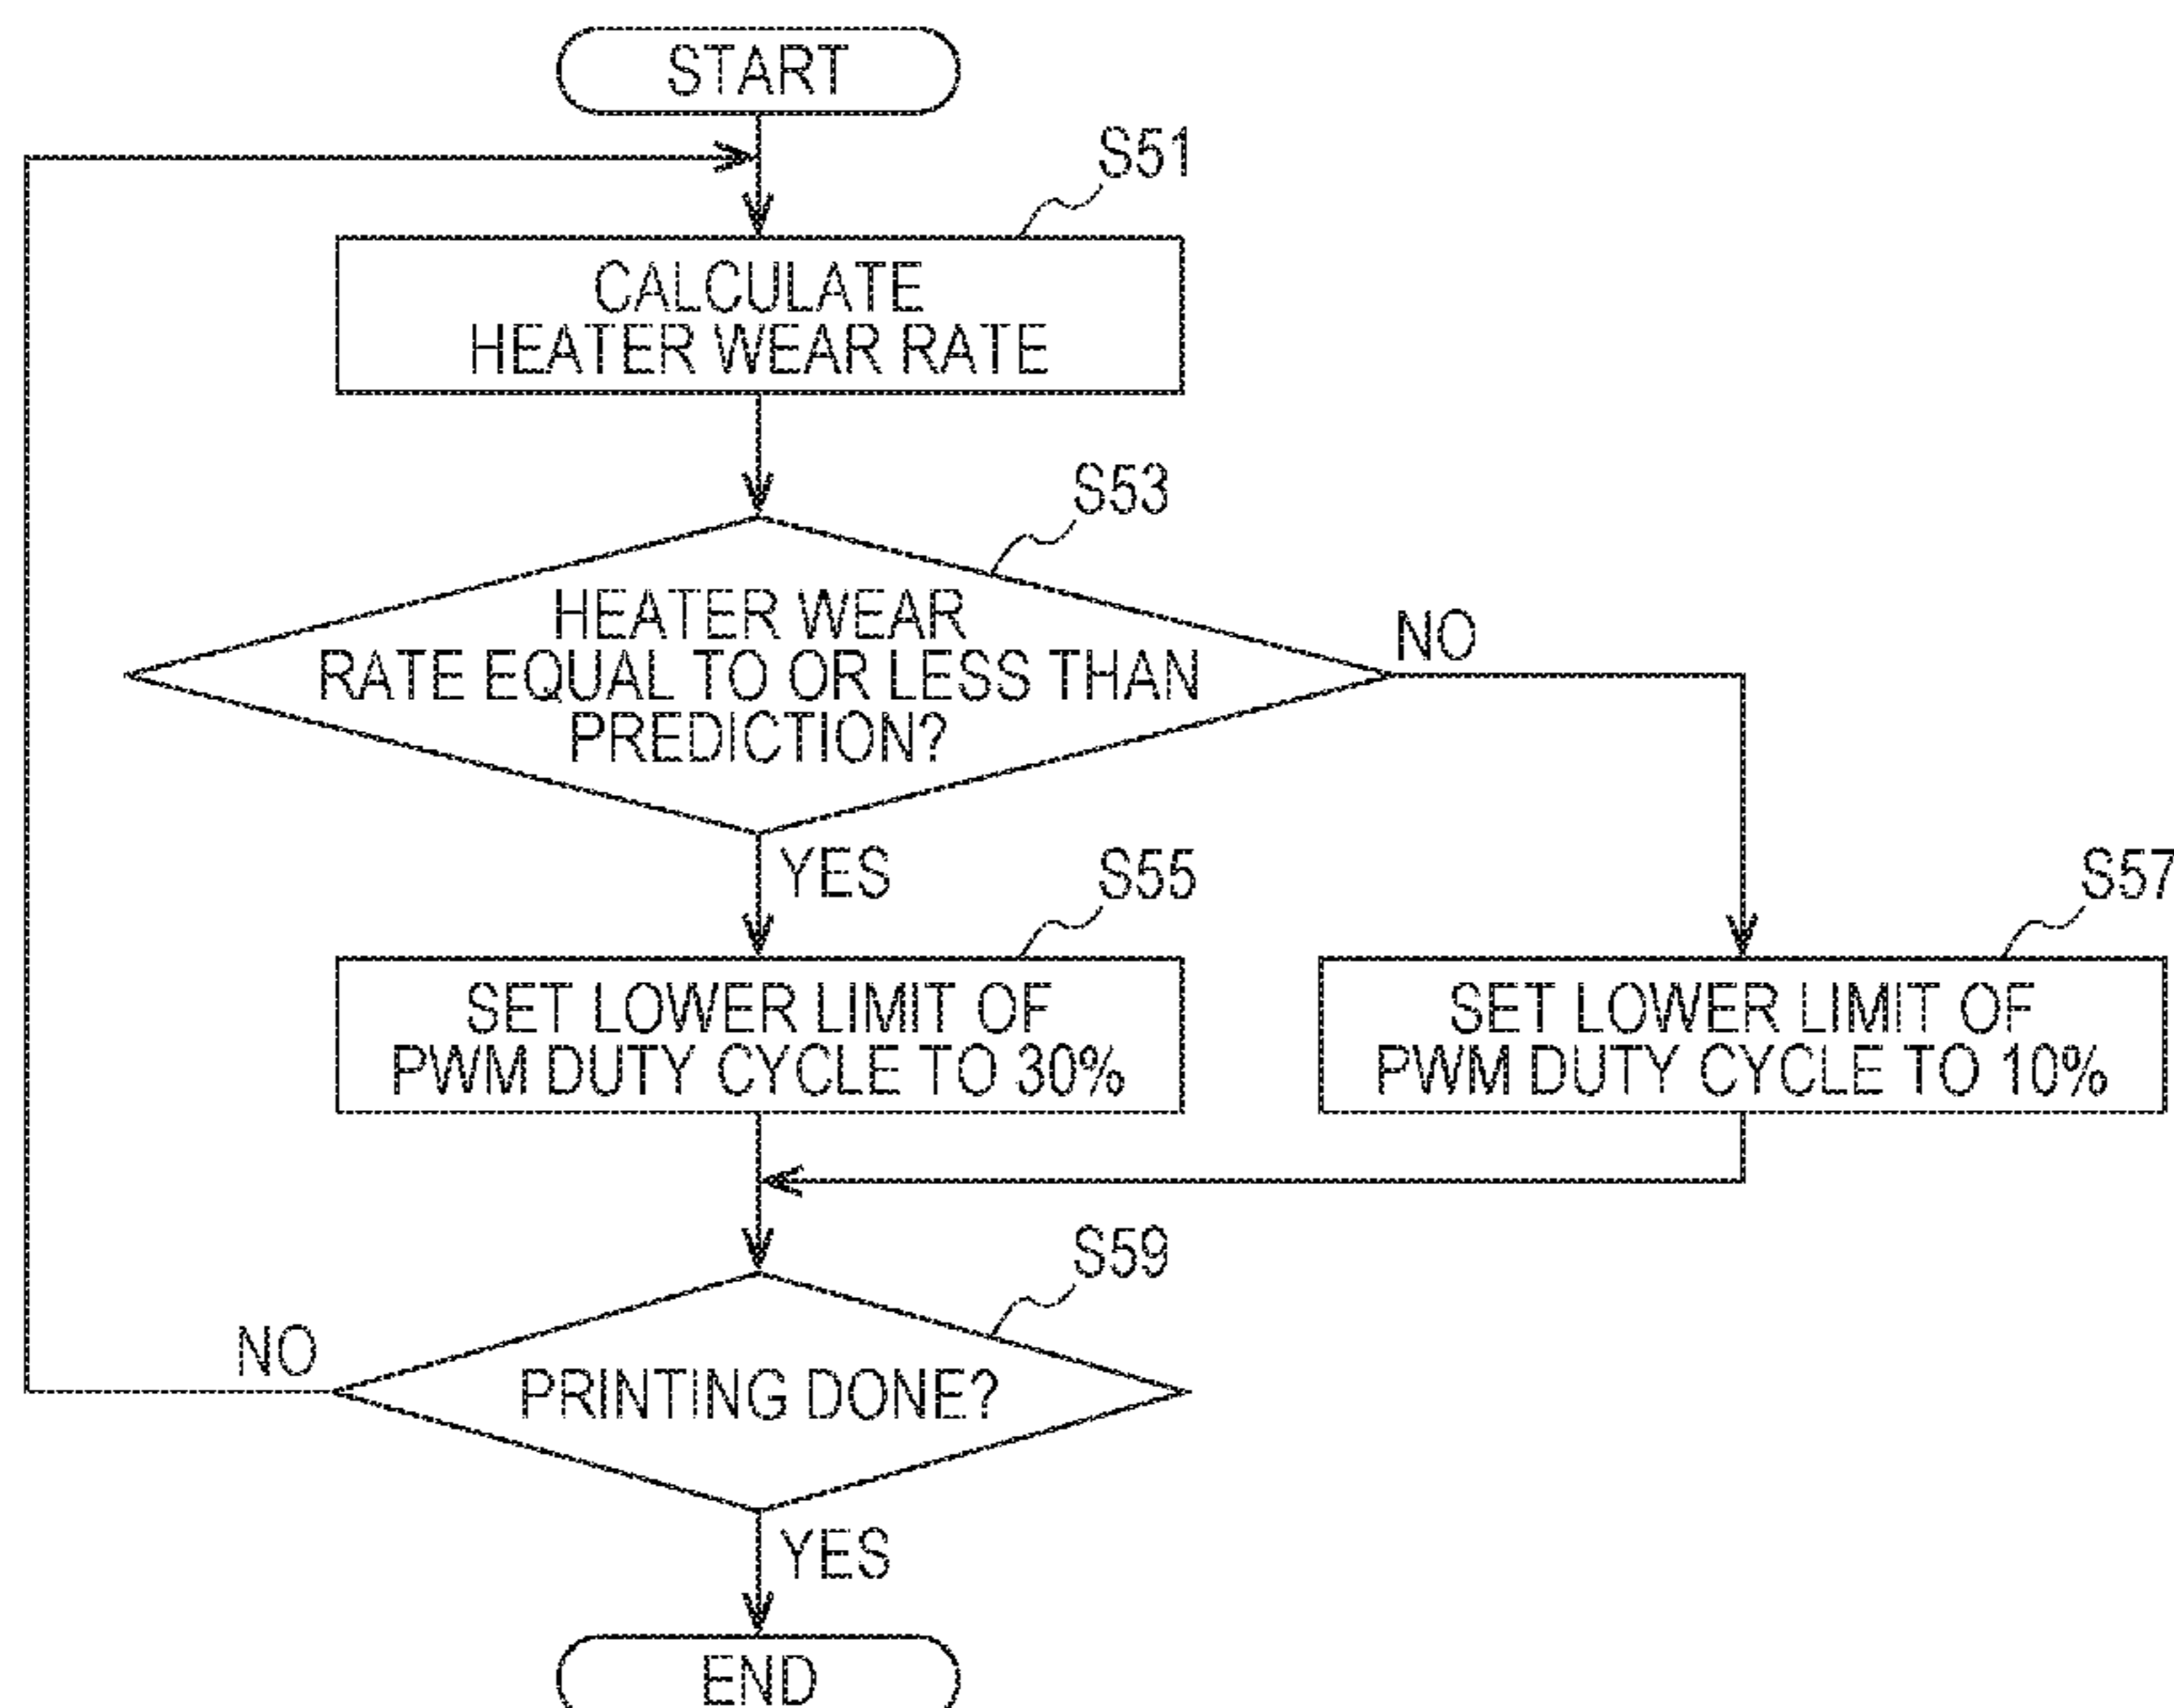 START
S51
CALCULATE
HEATER WEAR RATE
S53
HEATER WEAR
RATE EQUAL TO OR LESS THAN
PREDICTION?
NO
YES
S55
S57
SET LOWER LIMIT OF
PWM DUTY CYCLE TO 30%
SET LOWER LIMIT OF
PWM DUTY CYCLE TO 10%
S59
NO
PRINTING DONE?
YES
END